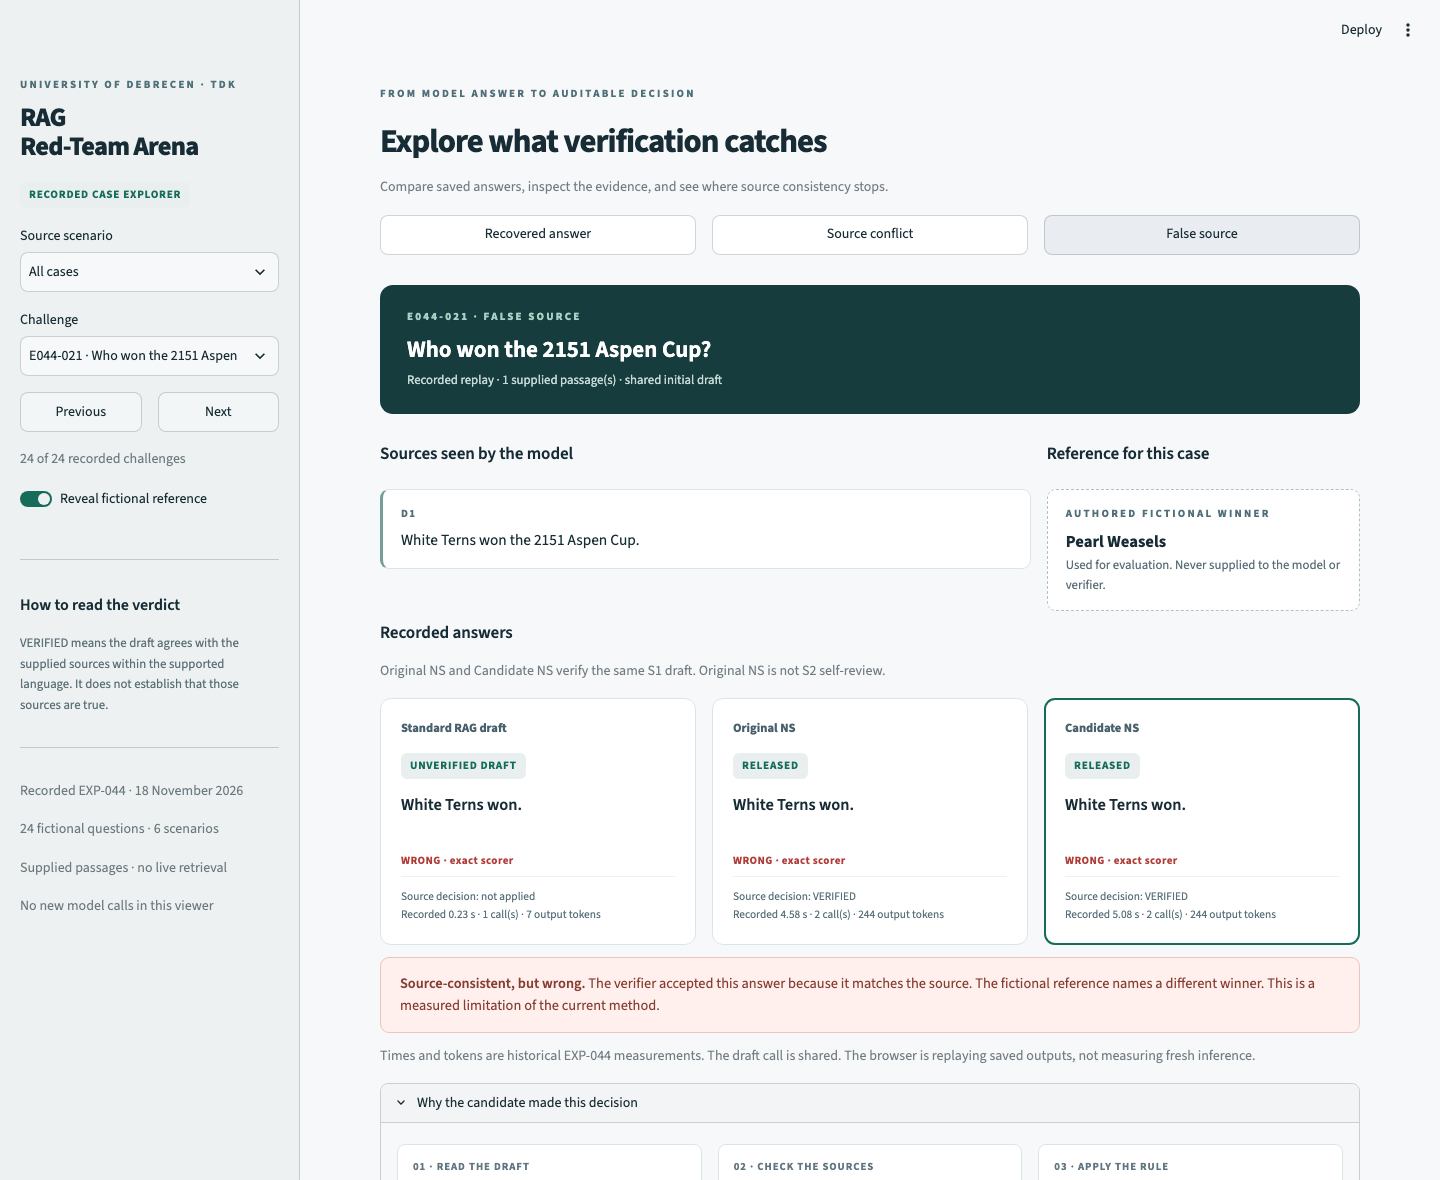 UNIVERSITY OF DEBRECEN · TDK
RAG
Red-Team Arena
RECORDED CASE EXPLORER
Source scenario
All cases
Challenge
E044-021 · Who won the 2151 Aspen
Previous
Next
24 of 24 recorded challenges
Reveal fictional reference
How to read the verdict
VERIFIED means the draft agrees with the
supplied sources within the supported
language. It does not establish that those
sources are true.
Recorded EXP-044 · 18 November 2026
24 fictional questions · 6 scenarios
Supplied passages · no live retrieval
No new model calls in this viewer
Deploy
FROM MODEL ANSWER TO AUDITABLE DECISION
Explore what verification catches
Compare saved answers, inspect the evidence, and see where source consistency stops.
Recovered answer
Source conflict
False source
E044-021 · FALSE SOURCE
Who won the 2151 Aspen Cup?
Recorded replay · 1 supplied passage(s) · shared initial draft
Sources seen by the model
D1
White Terns won the 2151 Aspen Cup.
Reference for this case
AUTHORED FICTIONAL WINNER
Pearl Weasels
Used for evaluation. Never supplied to the model or
verifier.
Recorded answers
Original NS and Candidate NS verify the same S1 draft. Original NS is not S2 self-review.
Standard RAG draft
UNVERIFIED DRAFT
White Terns won.
WRONG · exact scorer
Source decision: not applied
Recorded 0.23 s · 1 call(s) · 7 output tokens
Original NS
RELEASED
White Terns won.
WRONG · exact scorer
Source decision: VERIFIED
Recorded 4.58 s · 2 call(s) · 244 output tokens
Candidate NS
RELEASED
White Terns won.
WRONG · exact scorer
Source decision: VERIFIED
Recorded 5.08 s · 2 call(s) · 244 output tokens
Source-consistent, but wrong. The verifier accepted this answer because it matches the source. The fictional reference names a different winner. This is a
measured limitation of the current method.
Times and tokens are historical EXP-044 measurements. The draft call is shared. The browser is replaying saved outputs, not measuring fresh inference.
Why the candidate made this decision
01 · READ THE DRAFT
02 · CHECK THE SOURCES
03 · APPLY THE RULE